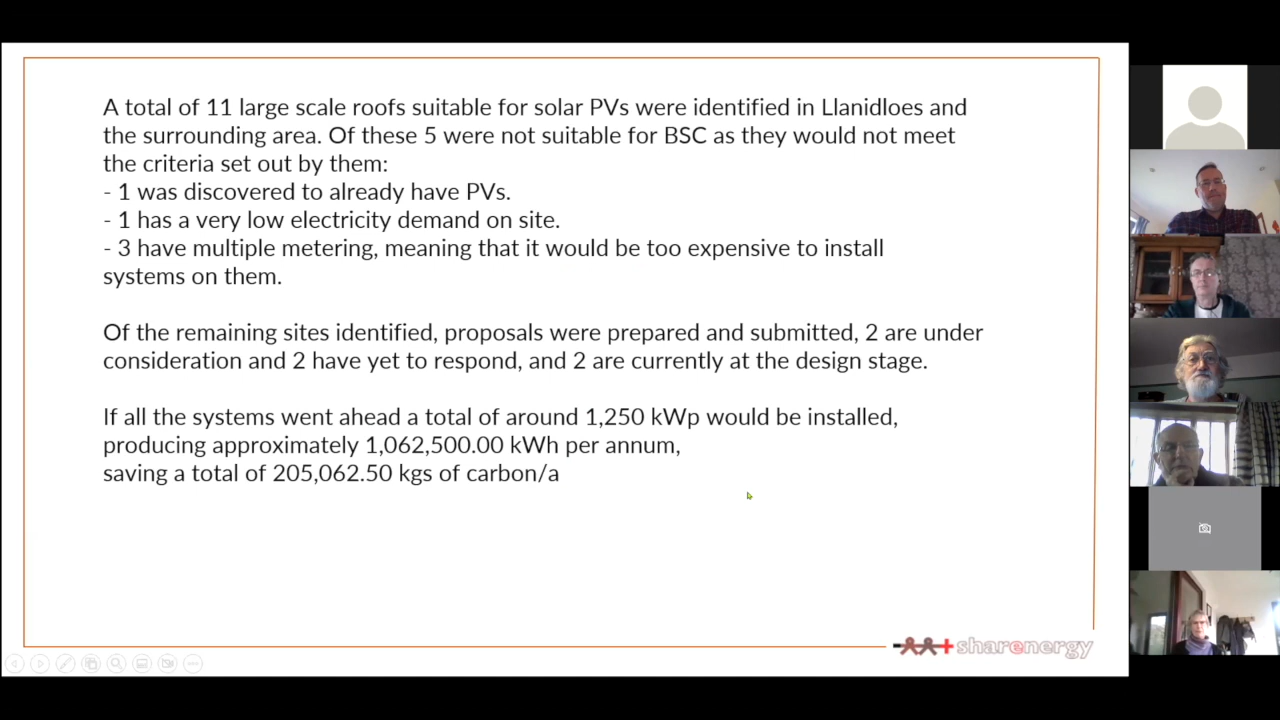 A total of 11 large scale roofs suitable for solar PVs were identified in Llanidloes and
the surrounding area. Of these 5 were not suitable for BSC as they would not meet
the criteria set out by them:
- 1 was discovered to already have PVs.
- 1 has a very low electricity demand on site.
- 3 have multiple metering, meaning that it would be too expensive to install
systems on them.
Of the remaining sites identified, proposals were prepared and submitted, 2 are under
consideration and 2 have yet to respond, and 2 are currently at the design stage.
If all the systems went ahead a total of around 1,250 kWp would be installed,
producing approximately 1,062,500.00 kWh per annum,
saving a total of 205,062.50 kgs of carbon/a
sharenergy